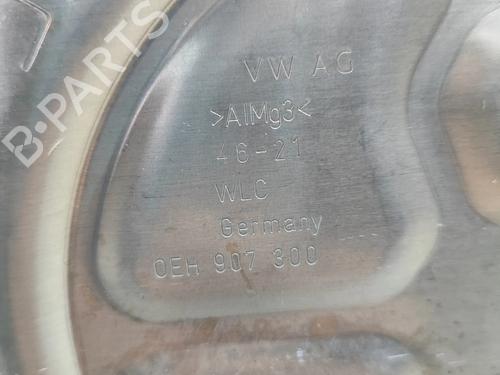 B-PARTS
VW AG
>AlMg3<
46-21
WLC
Germany
0EH 907 300